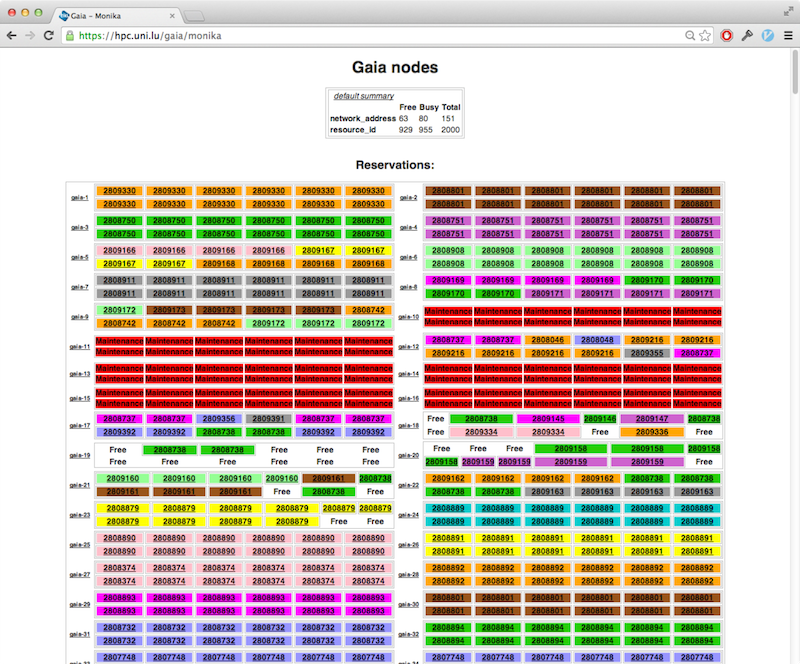 Gaia – Monika
https://hpc.uni.lu/gaia/monika
Gaia nodes
default summary
Free Busy Total
network_address 63 80 151
resource_id 929 955 2000
Reservations:
gaia-1 2809330 2809330 2809330 2809330 2809330 2809330
2809330 2809330 2809330 2809330 2809330 2809330
gaia-2 2808801 2808801 2808801 2808801 2808801 2808801
2808801 2808801 2808801 2808801 2808801 2808801
gaia-3 2808750 2808750 2808750 2808750 2808750 2808750
2808750 2808750 2808750 2808750 2808750 2808750
gaia-4 2808751 2808751 2808751 2808751 2808751 2808751
2808751 2808751 2808751 2808751 2808751 2808751
gaia-5 2809166 2809166 2809166 2809166 2809167 2809167
2809167 2809167 2809168 2809168 2809168 2809168
gaia-6 2808908 2808908 2808908 2808908 2808908 2808908
2808908 2808908 2808908 2808908 2808908 2808908
gaia-7 2808911 2808911 2808911 2808911 2808911 2808911
2808911 2808911 2808911 2808911 2808911 2808911
gaia-8 2809169 2809169 2809169 2809169 2809170 2809170
2809170 2809170 2809171 2809171 2809171 2809171
gaia-9 2809172 2809173 2809173 2809173 2809173 2808742
2808742 2808742 2808742 2809172 2809172 2809172
gaia-10 Maintenance Maintenance Maintenance Maintenance Maintenance Maintenance
Maintenance Maintenance Maintenance Maintenance Maintenance Maintenance
gaia-11 Maintenance Maintenance Maintenance Maintenance Maintenance Maintenance
Maintenance Maintenance Maintenance Maintenance Maintenance Maintenance
gaia-12 2808737 2808737 2808046 2808048 2809216 2809216
2809216 2809216 2809216 2809216 2809355 2808737
gaia-13 Maintenance Maintenance Maintenance Maintenance Maintenance Maintenance
Maintenance Maintenance Maintenance Maintenance Maintenance Maintenance
gaia-14 Maintenance Maintenance Maintenance Maintenance Maintenance Maintenance
Maintenance Maintenance Maintenance Maintenance Maintenance Maintenance
gaia-15 Maintenance Maintenance Maintenance Maintenance Maintenance Maintenance
Maintenance Maintenance Maintenance Maintenance Maintenance Maintenance
gaia-16 Maintenance Maintenance Maintenance Maintenance Maintenance Maintenance
Maintenance Maintenance Maintenance Maintenance Maintenance Maintenance
gaia-17 2808737 2808737 2809356 2809391 2808737 2808737
2809392 2809392 2808738 2808738 2809392 2809392
gaia-18 Free 2808738 2809145 2809146 2809147 2808738
Free 2809334 2809334 Free 2809336 Free
gaia-19 Free 2808738 2808738 Free Free Free
Free Free Free Free Free Free
gaia-20 Free Free Free 2809158 2809158 2809158
2809158 2809159 2809159 2809159 2809159 Free
gaia-21 2809160 2809160 2809160 2809160 2809161 2808738
2809161 2809161 2809161 Free 2808738 Free
gaia-22 2809162 2809162 2809162 2809162 2808738 2808738
2808738 2808738 2809163 2809163 2809163 2809163
gaia-23 2808879 2808879 2808879 2808879 2808879 2808879
2808879 2808879 2808879 2808879 Free Free
gaia-24 2808889 2808889 2808889 2808889 2808889 2808889
2808889 2808889 2808889 2808889 2808889 2808889
gaia-25 2808890 2808890 2808890 2808890 2808890 2808890
2808890 2808890 2808890 2808890 2808890 2808890
gaia-26 2808891 2808891 2808891 2808891 2808891 2808891
2808891 2808891 2808891 2808891 2808891 2808891
gaia-27 2808374 2808374 2808374 2808374 2808374 2808374
2808374 2808374 2808374 2808374 2808374 2808374
gaia-28 2808892 2808892 2808892 2808892 2808892 2808892
2808892 2808892 2808892 2808892 2808892 2808892
gaia-29 2808893 2808893 2808893 2808893 2808893 2808893
2808893 2808893 2808893 2808893 2808893 2808893
gaia-30 2808801 2808801 2808801 2808801 2808801 2808801
2808801 2808801 2808801 2808801 2808801 2808801
gaia-31 2808732 2808732 2808732 2808732 2808732 2808732
2808732 2808732 2808732 2808732 2808732 2808732
gaia-32 2808894 2808894 2808894 2808894 2808894 2808894
2808894 2808894 2808894 2808894 2808894 2808894
2807748 2807748 2807748 2807748 2807748 2807748
2807748 2807748 2807748 2807748 2807748 2807748